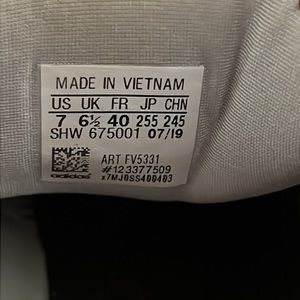 MADE IN VIETNAM
US UK FR JP CHN
7 6½ 40 255 245
SHW 675001 07/19
ART FV5331
#123377509
adidas x7MJ0SS400403